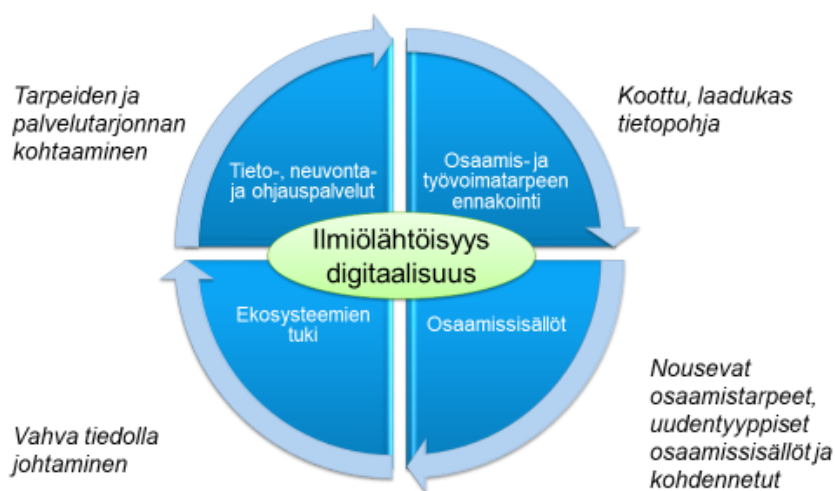 Tarpeiden ja
palvelutarjonnan
kohtaaminen
Koottu, laadukas
tietopohja
Tieto-, neuvonta-
ja ohjauspalvelut
Osaamis- ja
työvoimatarpeen
ennakointi
Ilmiölähtöisyys
digitaalisuus
Ekosysteemien
tuki
Osaamissisällöt
Vahva tiedolla
johtaminen
Nousevat
osaamistarpeet,
uudentyyppiset
osaamissisällöt ja
kohdennetut